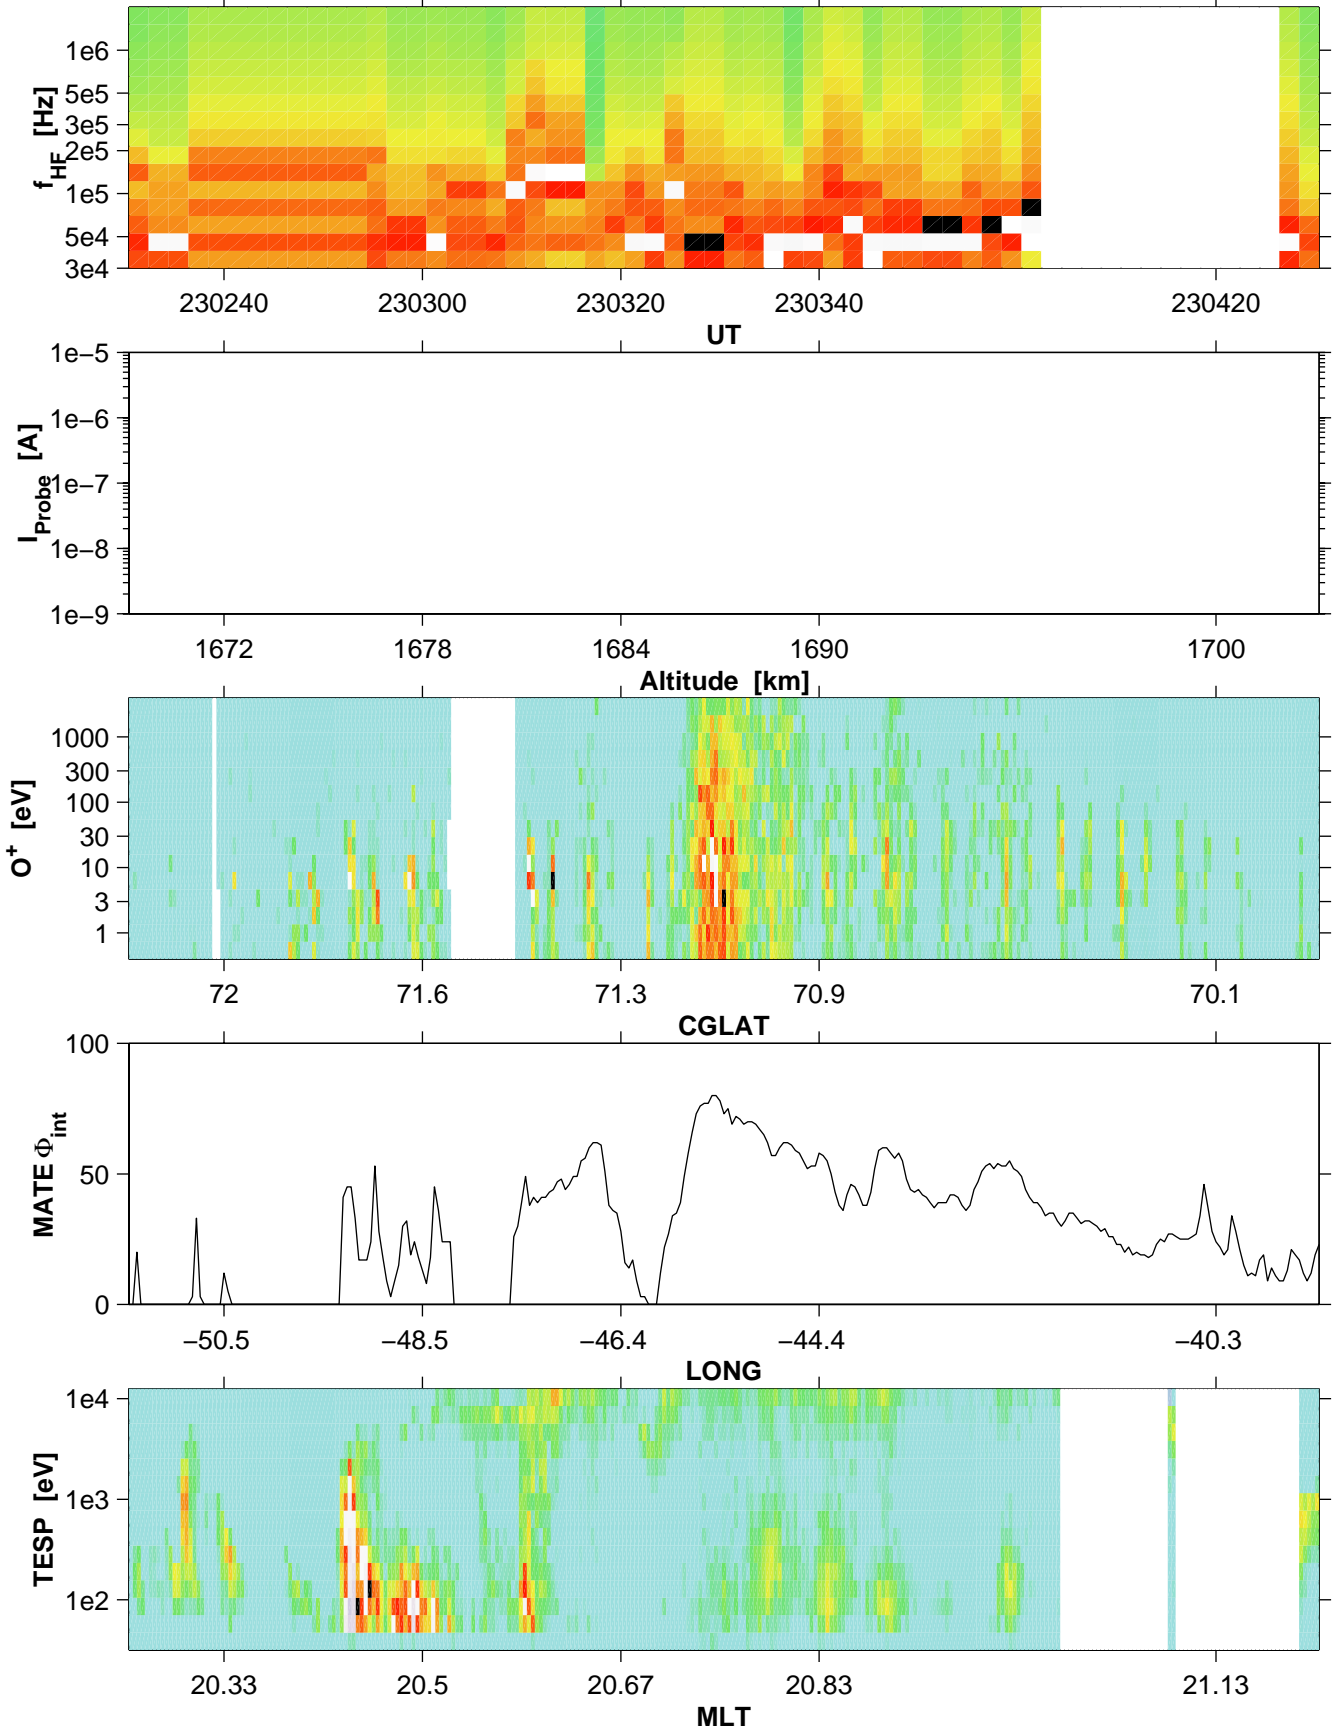 1e6
5e5
3e5
2e5
1e5
5e4
3e4
f_HF [Hz]
230240 230300 230320 230340 230420
UT
1e−5
1e−6
1e−7
1e−8
1e−9
I_Probe [A]
1672 1678 1684 1690 1700
Altitude [km]
1000
300
100
30
10
3
1
O⁺ [eV]
72 71.6 71.3 70.9 70.1
CGLAT
100
50
0
MATE Φ_int
−50.5 −48.5 −46.4 −44.4 −40.3
LONG
1e4
1e3
1e2
TESP [eV]
20.33 20.5 20.67 20.83 21.13
MLT